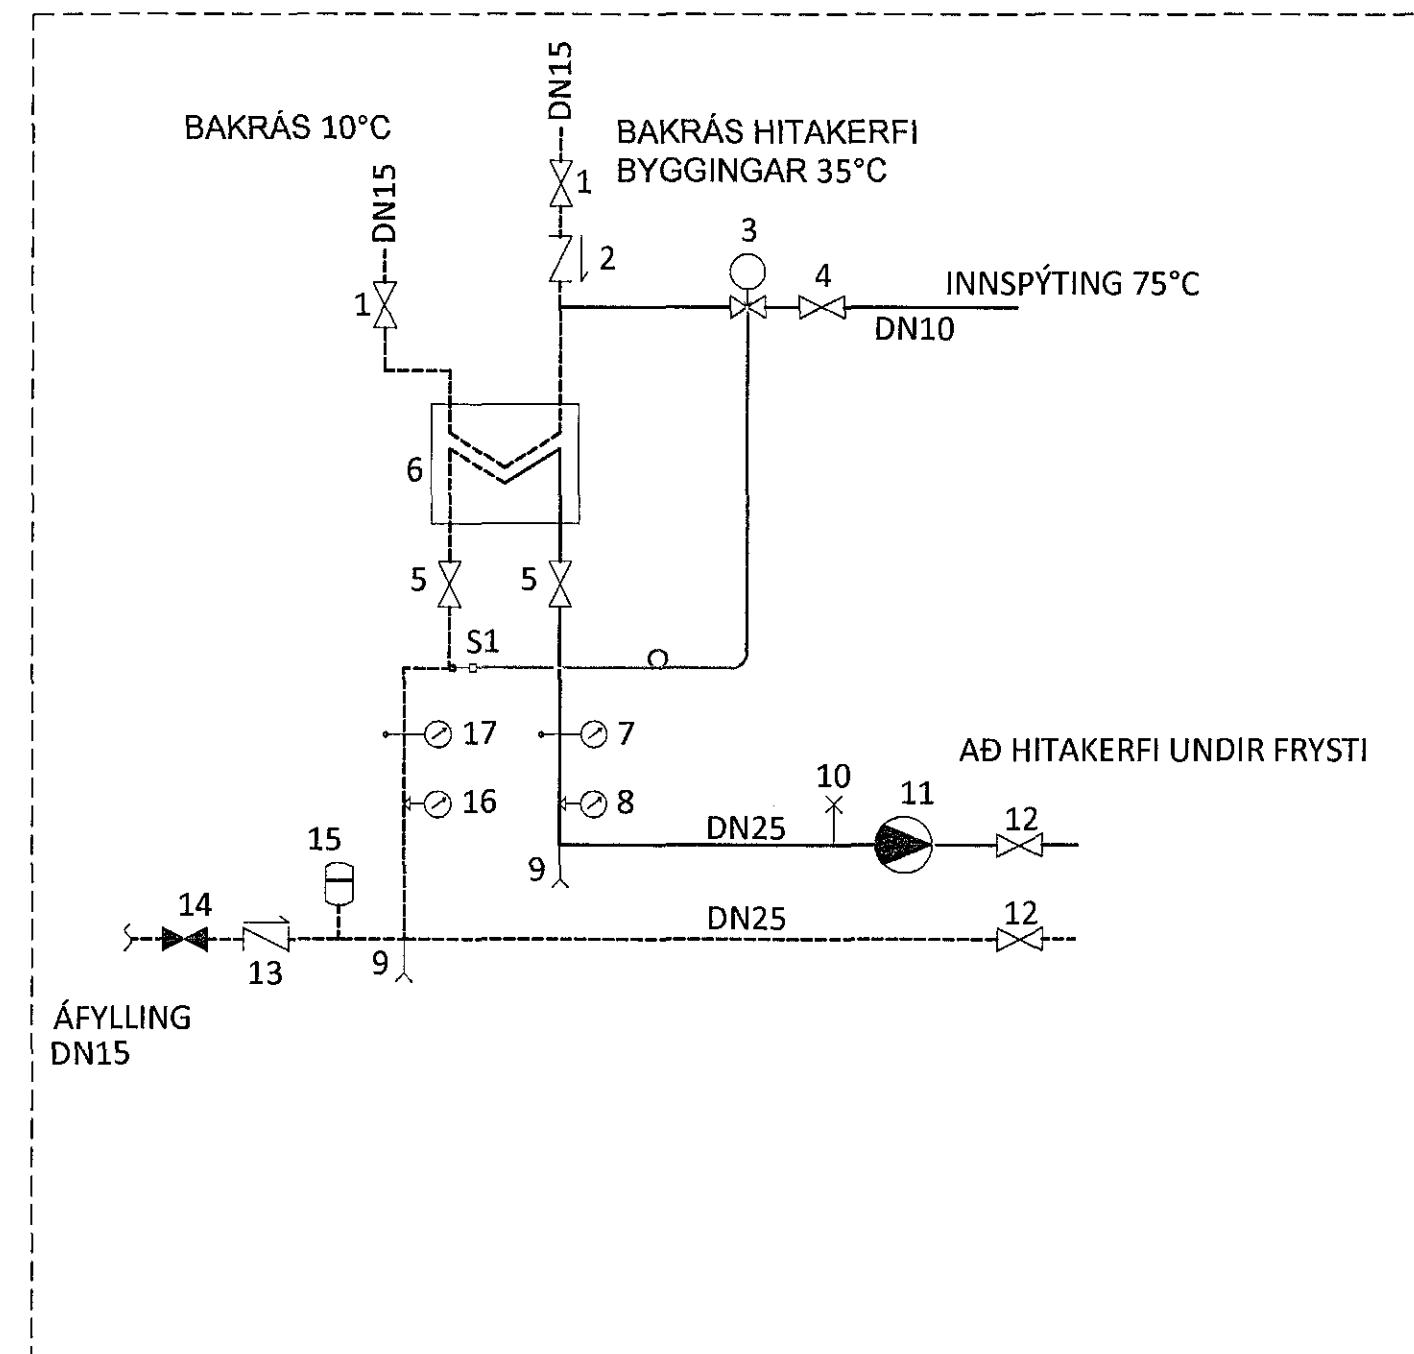 DN15
BAKRÁS 10°C
BAKRÁS HITAKERFI
BYGGINGAR 35°C
DN15
1
1
2
3
4
INNSPÝTING 75°C
DN10
6
5
5
S1
17
7
16
8
AÐ HITAKERFI UNDIR FRYSTI
10
11
12
DN25
15
9
14
DN25
12
13
9
ÁFYLLING
DN15